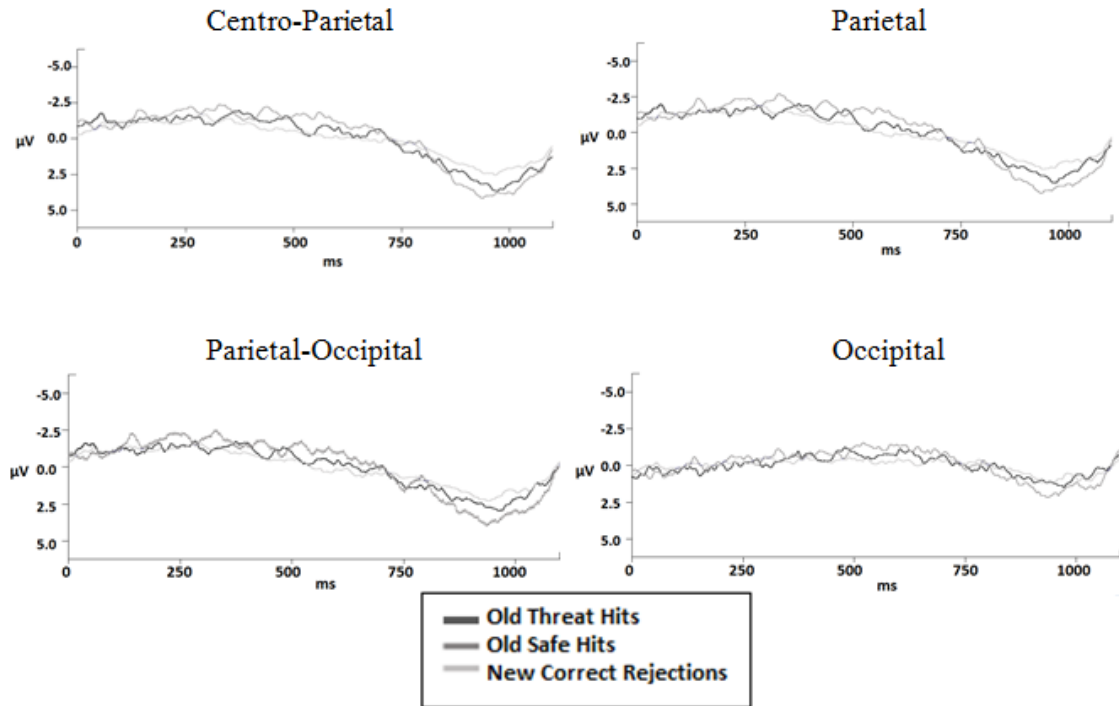 Centro-Parietal
Parietal
-5.0
-2.5
0.0
2.5
5.0
μV
0
250
500
750
1000
ms
-5.0
-2.5
0.0
2.5
5.0
μV
0
250
500
750
1000
ms
Parietal-Occipital
Occipital
-5.0
-2.5
0.0
2.5
5.0
μV
0
250
500
750
1000
ms
-5.0
-2.5
0.0
2.5
5.0
μV
0
250
500
750
1000
ms
Old Threat Hits
Old Safe Hits
New Correct Rejections